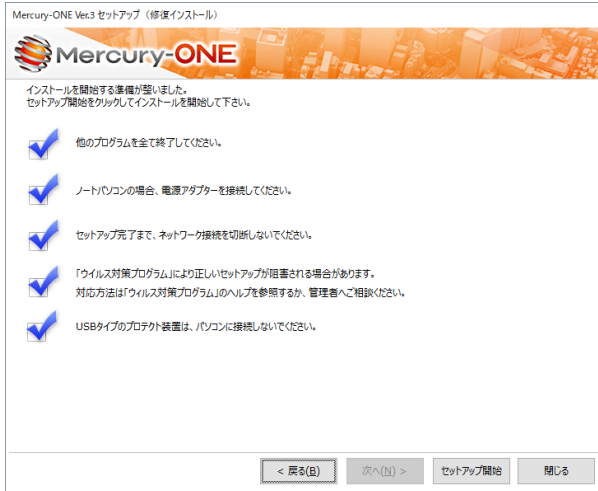 Mercury-ONE Ver.3 セットアップ（修復インストール）
Mercury-ONE
インストールを開始する準備が整いました。
セットアップ開始をクリックしてインストールを開始して下さい。
他のプログラムを全て終了してください。
ノートパソコンの場合、電源アダプターを接続してください。
セットアップ完了まで、ネットワーク接続を切断しないでください。
「ウイルス対策プログラム」により正しいセットアップが阻害される場合があります。
対応方法は「ウィルス対策プログラム」のヘルプを参照するか、管理者へご相談ください。
USBタイプのプロテクト装置は、パソコンに接続しないでください。
< 戻る(B)
次へ(N) >
セットアップ開始
閉じる